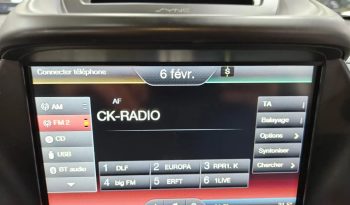 SYNC
Connecter téléphone
6 févr.
AM
AF
TA
FM 2
CK-RADIO
Balayage
CD
Options
USB
Syntoniser
BT audio
1 DLF
2 EUROPA
3 RPR1. K
Chercher
4 big FM
5 ERFT
6 1LIVE